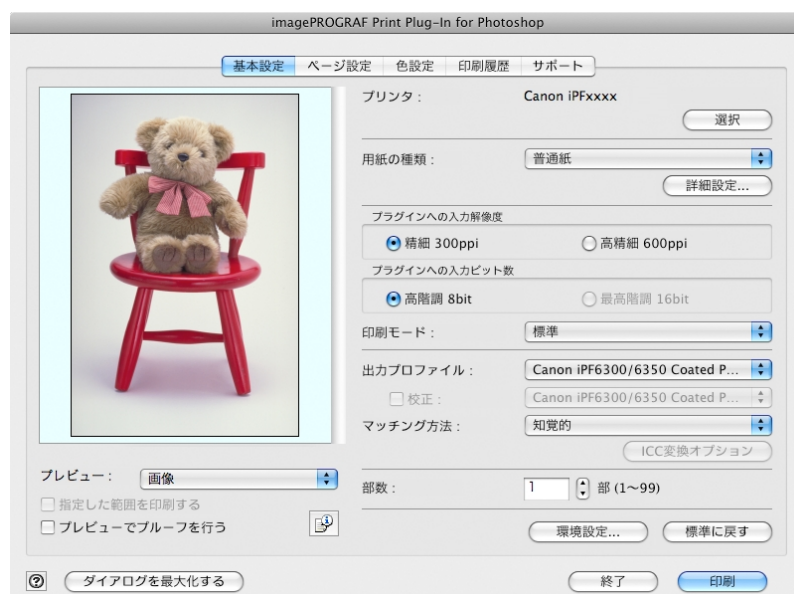 imagePROGRAF Print Plug-In for Photoshop
基本設定 ページ設定 色設定 印刷履歴 サポート
プリンタ： Canon iPFxxxx
選択
用紙の種類： 普通紙
詳細設定...
プラグインへの入力解像度
精細 300ppi 高精細 600ppi
プラグインへの入力ビット数
高階調 8bit 最高階調 16bit
印刷モード： 標準
出力プロファイル： Canon iPF6300/6350 Coated P...
校正： Canon iPF6300/6350 Coated P...
マッチング方法： 知覚的
ICC変換オプション
プレビュー： 画像
指定した範囲を印刷する
プレビューでプルーフを行う
部数： 1 部 (1〜99)
環境設定... 標準に戻す
? ダイアログを最大化する 終了 印刷